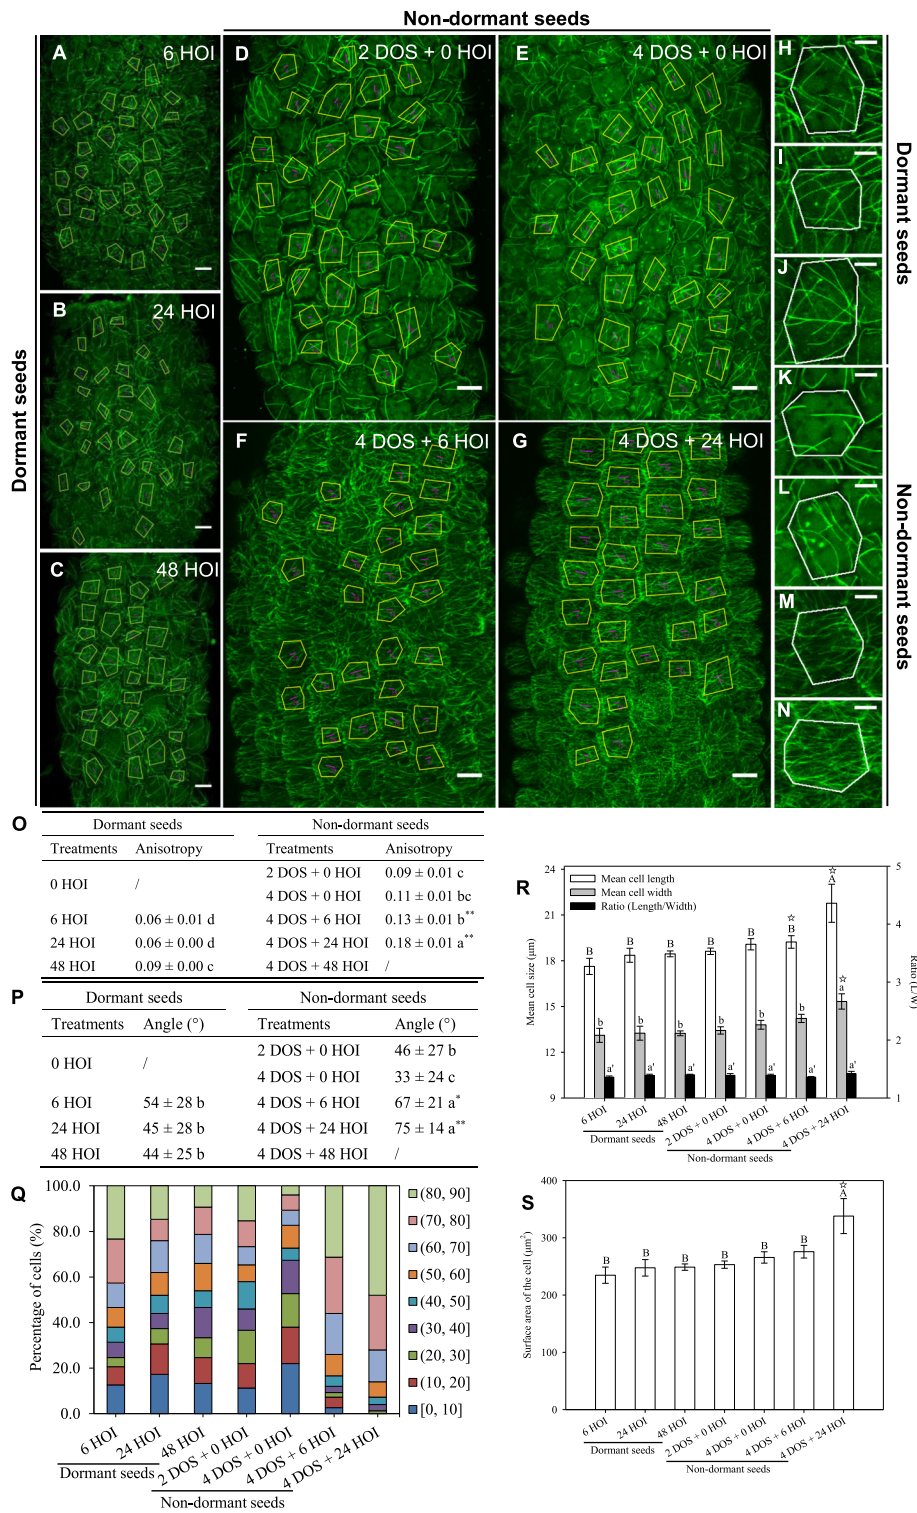 Non-dormant seeds
A 6 HOI
D 2 DOS + 0 HOI
E 4 DOS + 0 HOI
H
I
J
B 24 HOI
K
F 4 DOS + 6 HOI
G 4 DOS + 24 HOI
L
C 48 HOI
M
N
Dormant seeds
Dormant seeds
Non-dormant seeds
O
Dormant seeds Non-dormant seeds
Treatments Anisotropy Treatments Anisotropy
0 HOI / 2 DOS + 0 HOI 0.09 ± 0.01 c
4 DOS + 0 HOI 0.11 ± 0.01 bc
6 HOI 0.06 ± 0.01 d 4 DOS + 6 HOI 0.13 ± 0.01 b**
24 HOI 0.06 ± 0.00 d 4 DOS + 24 HOI 0.18 ± 0.01 a**
48 HOI 0.09 ± 0.00 c 4 DOS + 48 HOI /
P
Dormant seeds Non-dormant seeds
Treatments Angle (°) Treatments Angle (°)
0 HOI / 2 DOS + 0 HOI 46 ± 27 b
4 DOS + 0 HOI 33 ± 24 c
6 HOI 54 ± 28 b 4 DOS + 6 HOI 67 ± 21 a*
24 HOI 45 ± 28 b 4 DOS + 24 HOI 75 ± 14 a**
48 HOI 44 ± 25 b 4 DOS + 48 HOI /
Q
Percentage of cells (%)
100.0
80.0
60.0
40.0
20.0
0.0
(80, 90]
(70, 80]
(60, 70]
(50, 60]
(40, 50]
(30, 40]
(20, 30]
(10, 20]
[0, 10]
6 HOI
24 HOI
48 HOI
2 DOS + 0 HOI
4 DOS + 0 HOI
4 DOS + 6 HOI
4 DOS + 24 HOI
Dormant seeds
Non-dormant seeds
R
Mean cell size (μm)
24
21
18
15
12
9
Mean cell length
Mean cell width
Ratio (Length/Width)
B B B B B ☆ B ☆ A
b b b b b b ☆ a
a' a' a' a' a' a' a'
5
4
3
2
1
Ratio (L/W)
6 HOI
24 HOI
48 HOI
2 DOS + 0 HOI
4 DOS + 0 HOI
4 DOS + 6 HOI
4 DOS + 24 HOI
Dormant seeds
Non-dormant seeds
S
Surface area of the cell (μm²)
400
300
200
100
0
B B B B B B ☆ A
6 HOI
24 HOI
48 HOI
2 DOS + 0 HOI
4 DOS + 0 HOI
4 DOS + 6 HOI
4 DOS + 24 HOI
Dormant seeds
Non-dormant seeds